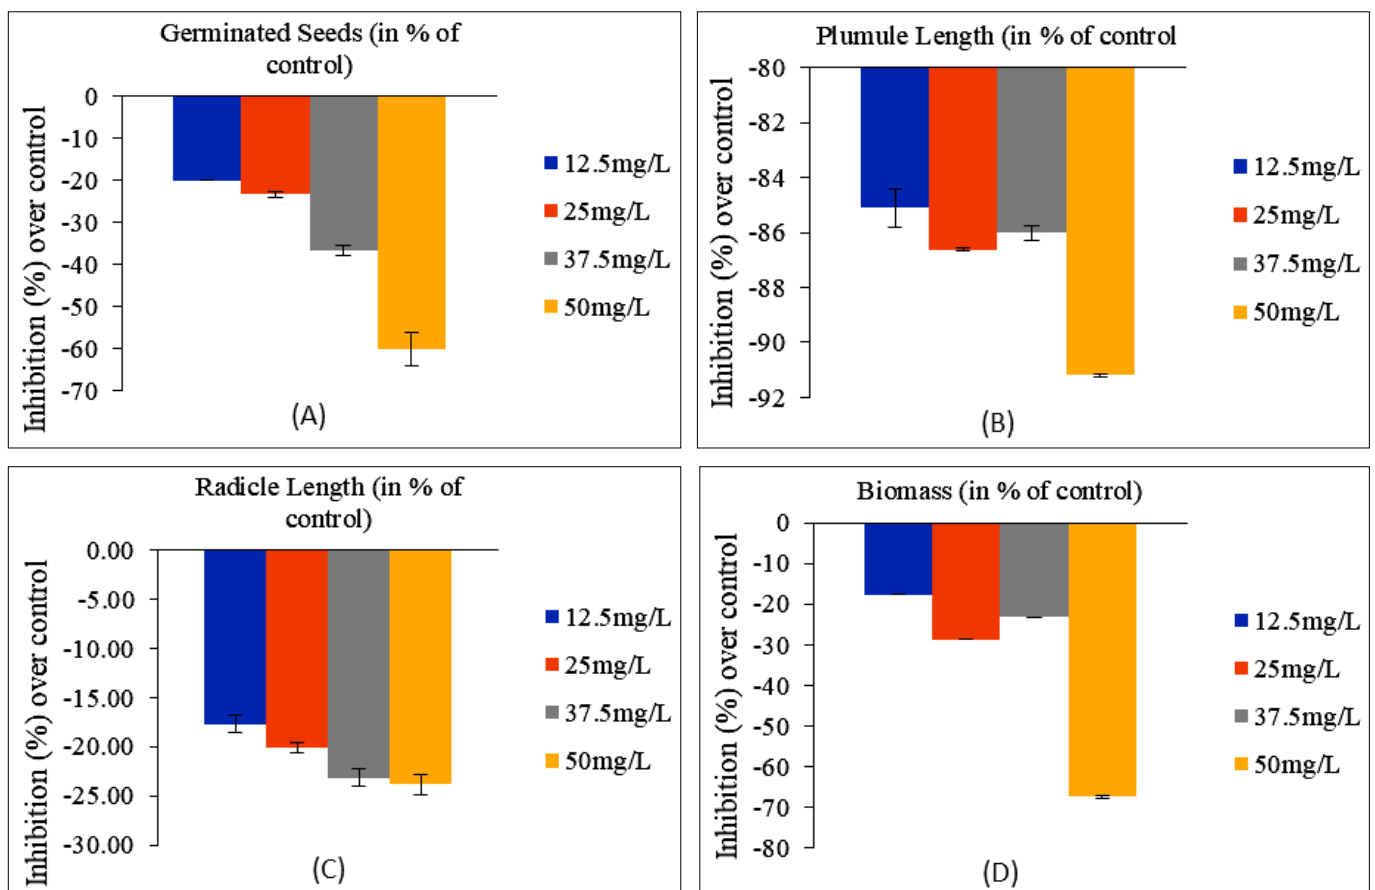 Germinated Seeds (in % of
control)
Inhibition (%) over control
0
-10
-20
-30
-40
-50
-60
-70
12.5mg/L
25mg/L
37.5mg/L
50mg/L
(A)
Plumule Length (in % of control
Inhibition (%) over control
-80
-82
-84
-86
-88
-90
-92
12.5mg/L
25mg/L
37.5mg/L
50mg/L
(B)
Radicle Length (in % of
control)
Inhibition (%) over control
0.00
-5.00
-10.00
-15.00
-20.00
-25.00
-30.00
12.5mg/L
25mg/L
37.5mg/L
50mg/L
(C)
Biomass (in % of control)
Inhibition (%) over control
0
-10
-20
-30
-40
-50
-60
-70
-80
12.5mg/L
25mg/L
37.5mg/L
50mg/L
(D)